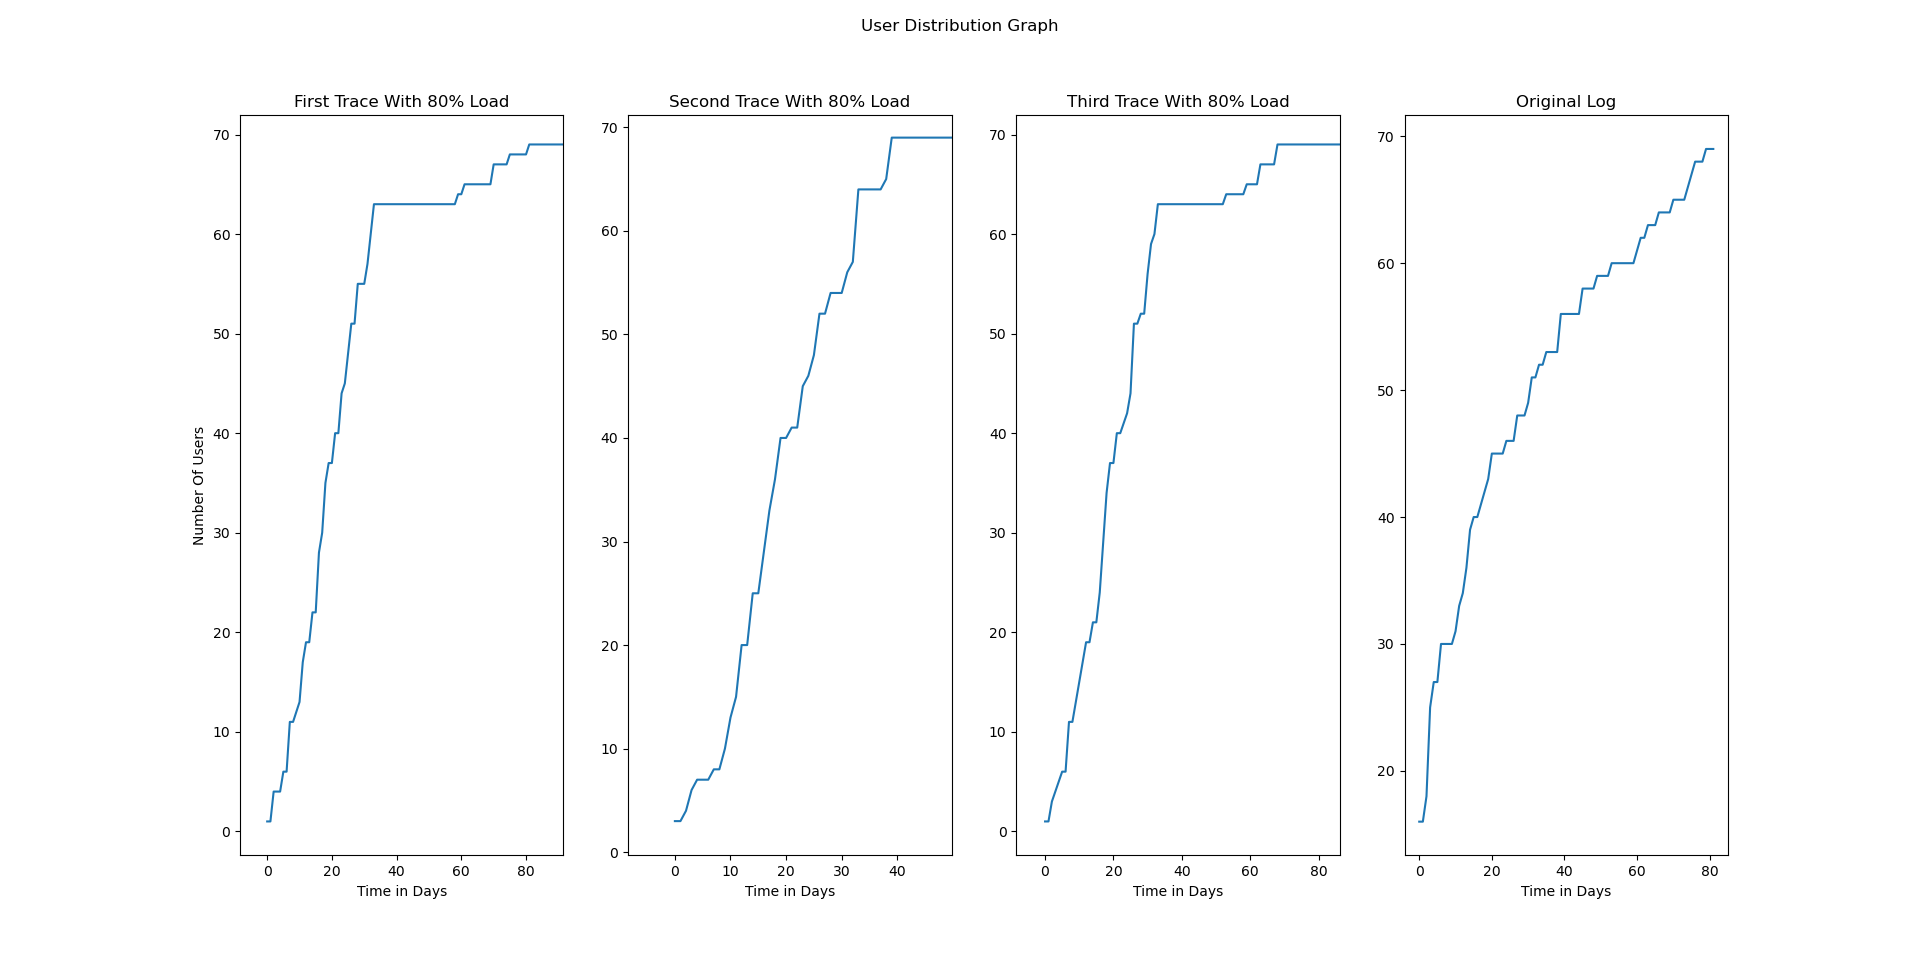 User Distribution Graph
First Trace With 80% Load
Second Trace With 80% Load
Third Trace With 80% Load
Original Log
Number Of Users
70
60
50
40
30
20
10
0
0 20 40 60 80
Time in Days
70
60
50
40
30
20
10
0
0 10 20 30 40
Time in Days
70
60
50
40
30
20
10
0
0 20 40 60 80
Time in Days
70
60
50
40
30
20
0 20 40 60 80
Time in Days